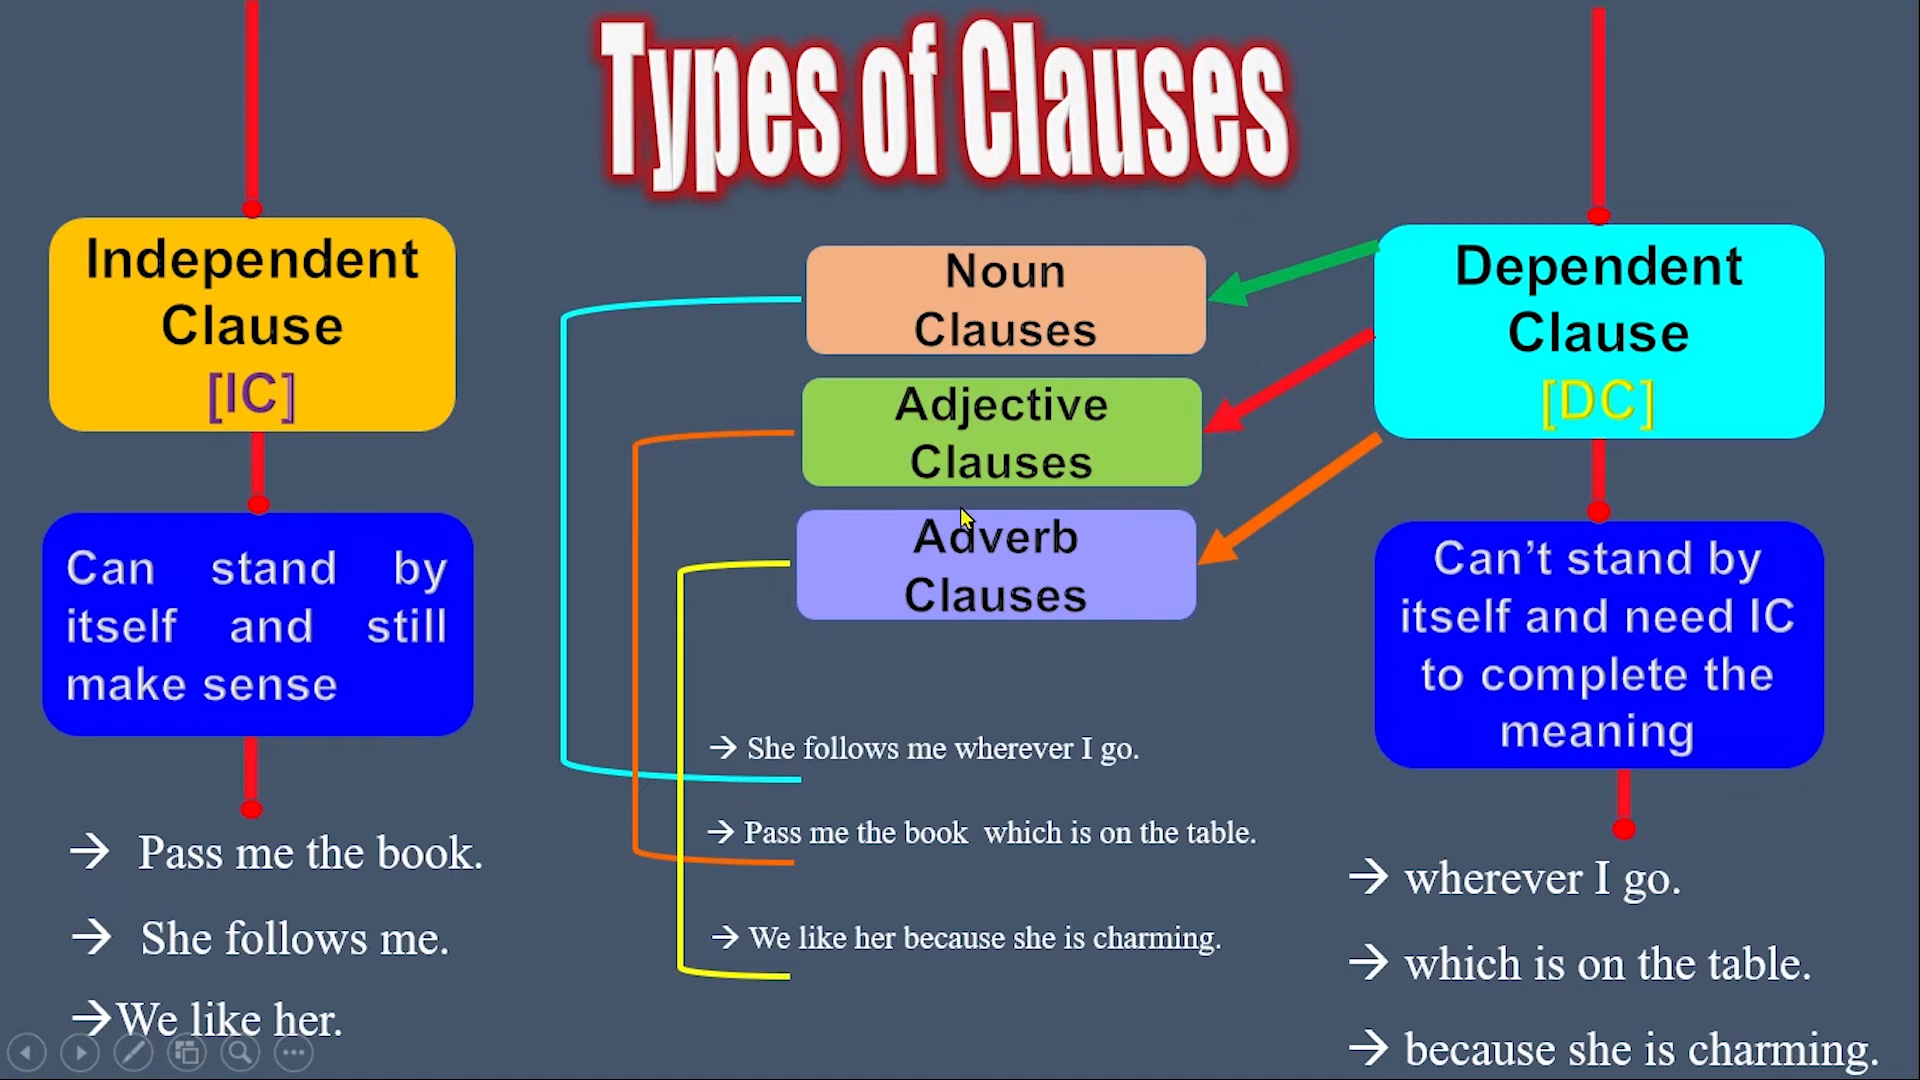 Types of Clauses
Independent
Clause
[IC]
Can stand by
itself and still
make sense
→ Pass me the book.
→ She follows me.
→We like her.
Noun
Clauses
Adjective
Clauses
Adverb
Clauses
→ She follows me wherever I go.
→ Pass me the book which is on the table.
→ We like her because she is charming.
Dependent
Clause
[DC]
Can’t stand by
itself and need IC
to complete the
meaning
→ wherever I go.
→ which is on the table.
→ because she is charming.